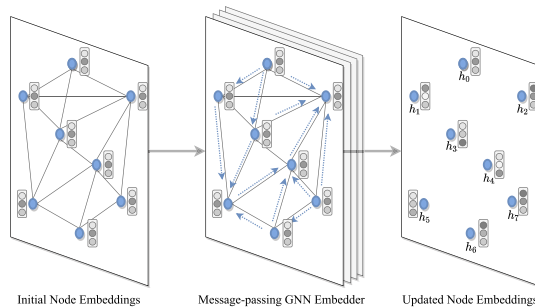 h0
h1
h2
h3
h4
h5
h7
h6
Initial Node Embeddings
Message-passing GNN Embedder
Updated Node Embeddings